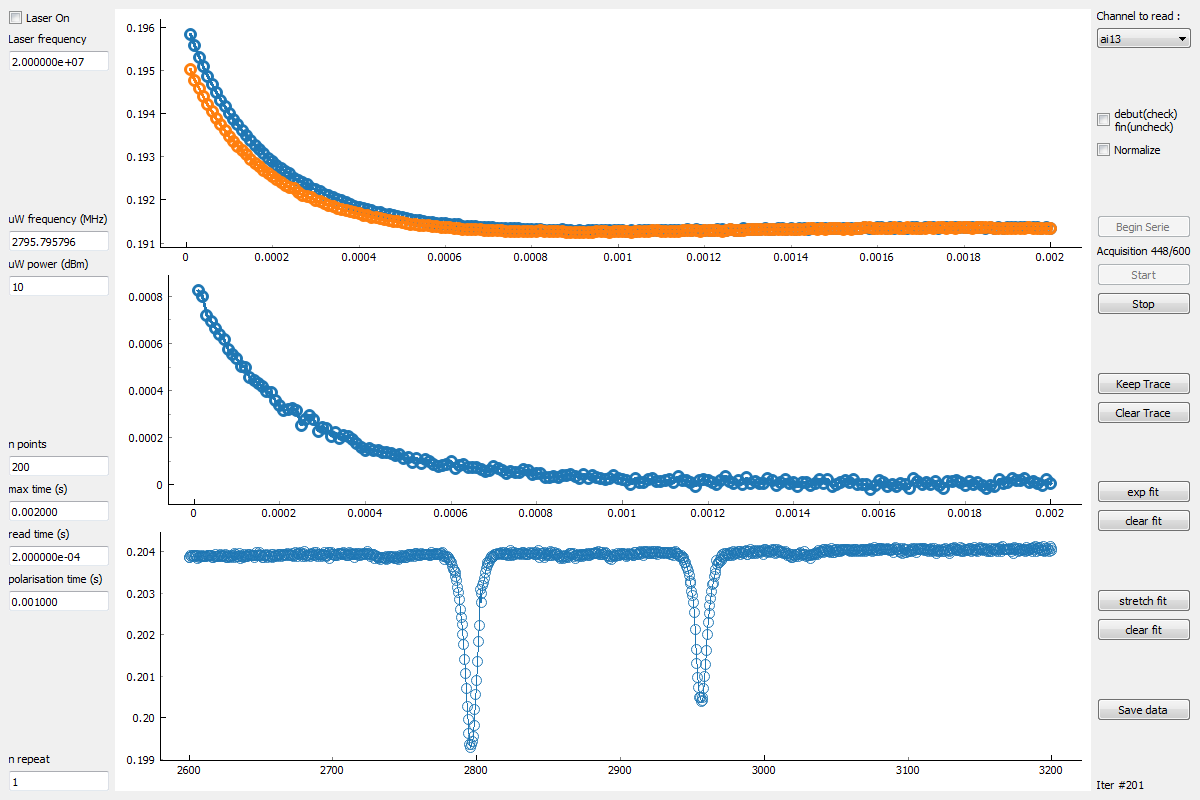 Laser On
Laser frequency
2.000000e+07
uW frequency (MHz)
2795.795796
uW power (dBm)
10
n points
200
max time (s)
0.002000
read time (s)
2.000000e-04
polarisation time (s)
0.001000
n repeat
1
0.196
0.195
0.194
0.193
0.192
0.191
0 0.0002 0.0004 0.0006 0.0008 0.001 0.0012 0.0014 0.0016 0.0018 0.002
0.0008
0.0006
0.0004
0.0002
0
0 0.0002 0.0004 0.0006 0.0008 0.001 0.0012 0.0014 0.0016 0.0018 0.002
0.204
0.203
0.202
0.201
0.20
0.199
2600 2700 2800 2900 3000 3100 3200
Channel to read :
ai13
debut(check)
fin(uncheck)
Normalize
Begin Serie
Acquisition 448/600
Start
Stop
Keep Trace
Clear Trace
exp fit
clear fit
stretch fit
clear fit
Save data
Iter #201